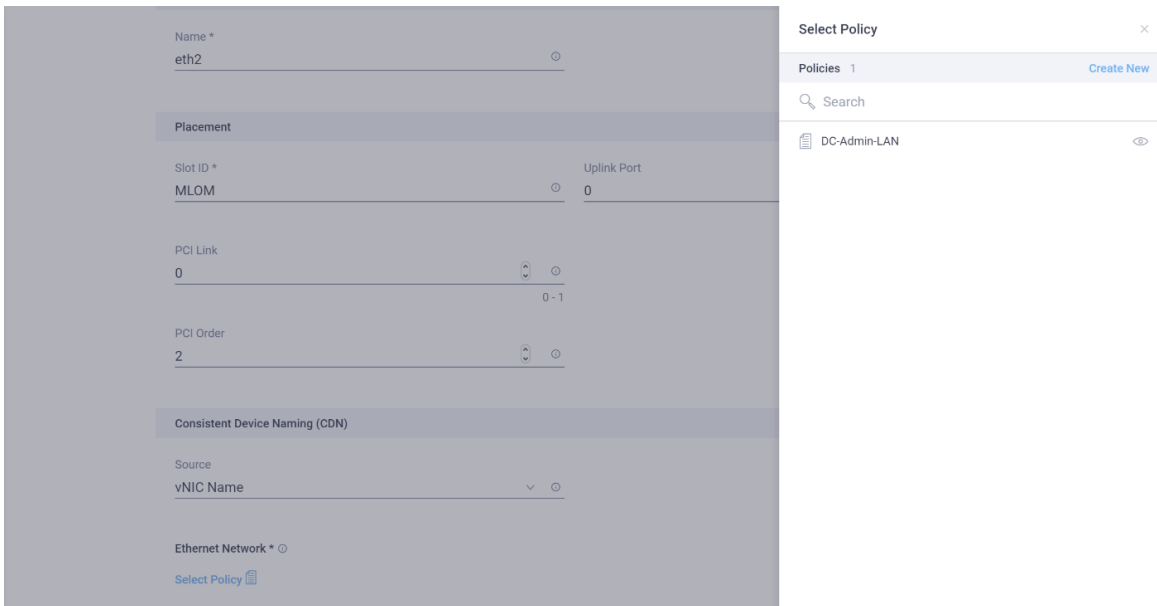 Name *
eth2
Placement
Slot ID *
MLOM
Uplink Port
0
PCI Link
0
0 - 1
PCI Order
2
Consistent Device Naming (CDN)
Source
vNIC Name
Ethernet Network *
Select Policy
Select Policy
Policies 1
Create New
Search
DC-Admin-LAN